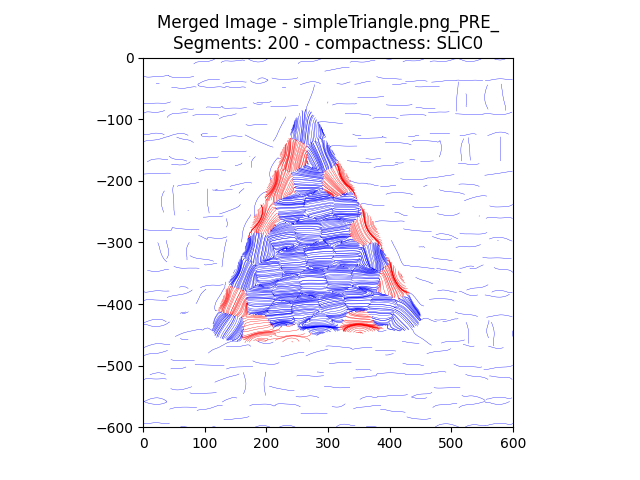 Merged Image - simpleTriangle.png_PRE_
Segments: 200 - compactness: SLIC0
0
−100
−200
−300
−400
−500
−600
0 100 200 300 400 500 600